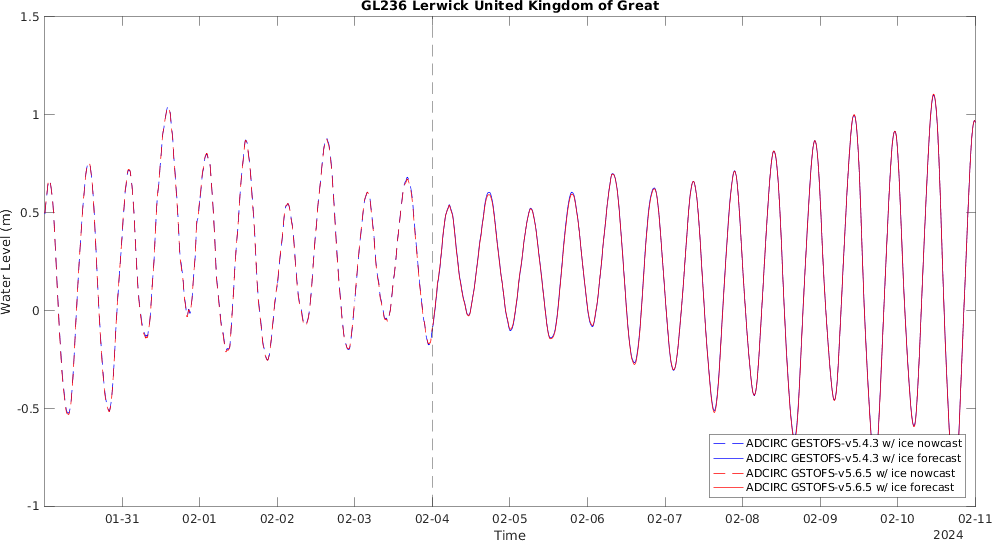 GL236 Lerwick United Kingdom of Great
1.5
1
0.5
0
-0.5
-1
Water Level (m)
ADCIRC GESTOFS-v5.4.3 w/ ice nowcast
ADCIRC GESTOFS-v5.4.3 w/ ice forecast
ADCIRC GSTOFS-v5.6.5 w/ ice nowcast
ADCIRC GSTOFS-v5.6.5 w/ ice forecast
01-31 02-01 02-02 02-03 02-04 02-05 02-06 02-07 02-08 02-09 02-10 02-11
Time
2024